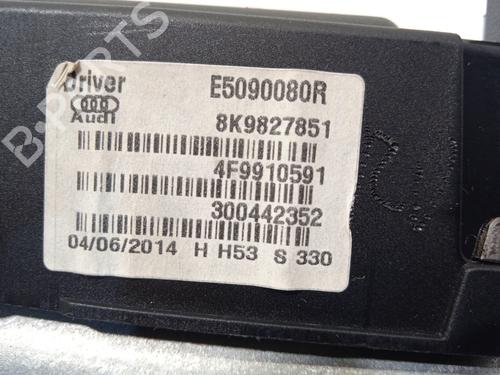 B-PARTS
Driver E5090080R
Audi 8K9827851
4F9910591
300442352
04/06/2014 H H53 S 330